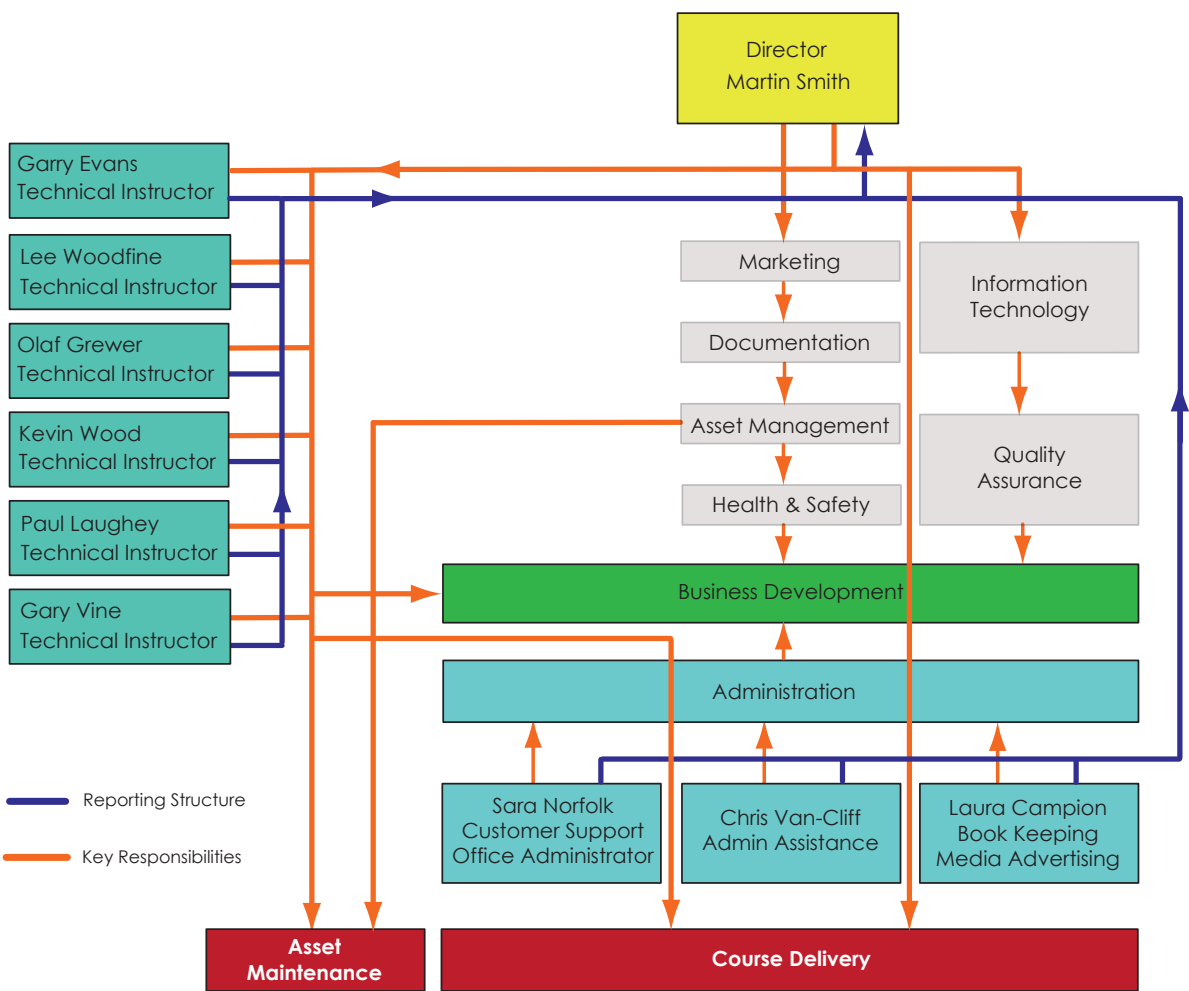 Director
Martin Smith
Garry Evans
Technical Instructor
Lee Woodfine
Technical Instructor
Olaf Grewer
Technical Instructor
Kevin Wood
Technical Instructor
Paul Laughey
Technical Instructor
Gary Vine
Technical Instructor
Marketing
Documentation
Asset Management
Health & Safety
Information
Technology
Quality
Assurance
Business Development
Administration
Sara Norfolk
Customer Support
Office Administrator
Chris Van-Cliff
Admin Assistance
Laura Campion
Book Keeping
Media Advertising
Reporting Structure
Key Responsibilities
Asset
Maintenance
Course Delivery